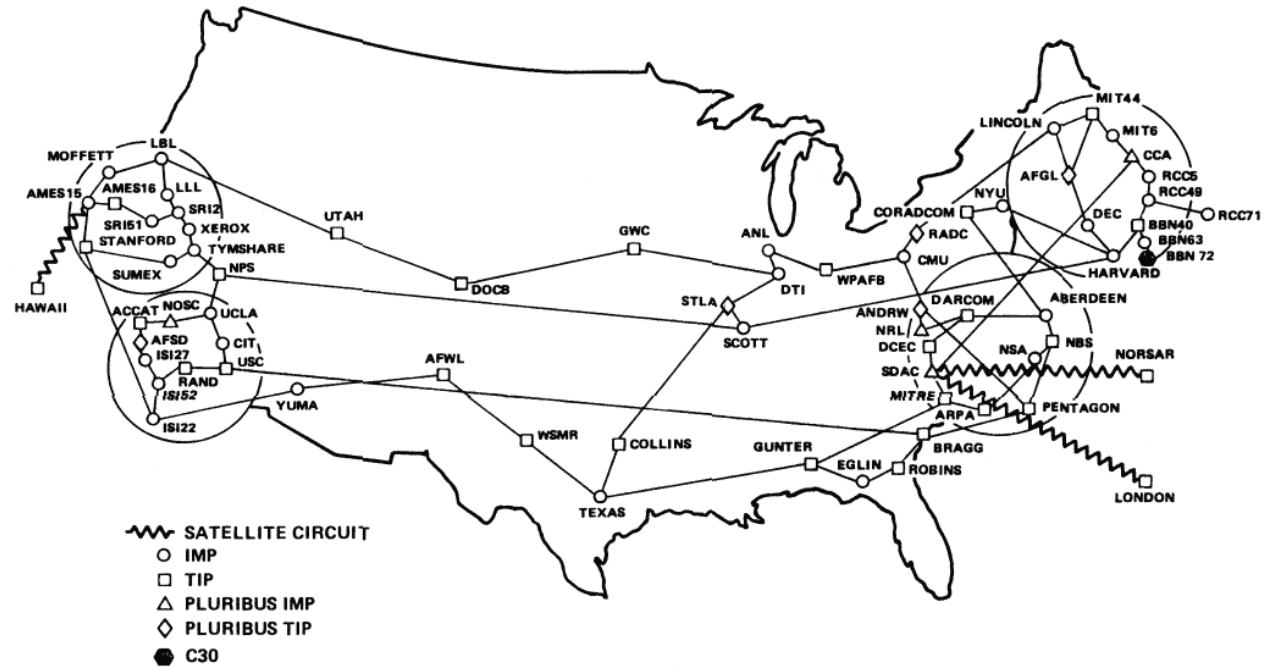 MIT44
LINCOLN
MIT6
CCA
AFGL
RCC5
RCC49
RCC71
DEC
BBN40
BBN63
BBN 72
HARVARD
NYU
CORADCOM
RADC
CMU
LBL
MOFFETT
AMES16
AMES15
LLL
SRI2
SRI51
XEROX
STANFORD
TYMSHARE
SUMEX
NPS
HAWAII
UTAH
GWC
ANL
DOCB
WPAFB
DTI
STLA
SCOTT
ACCAT
NOSC
UCLA
AFSD
CIT
ISI27
RAND
USC
ISI52
ISI22
YUMA
AFWL
WSMR
COLLINS
TEXAS
GUNTER
EGLIN
ROBINS
BRAGG
DARCOM
ABERDEEN
ANDRW
NRL
DCEC
NSA
NBS
SDAC
NORSAR
MITRE
ARPA
PENTAGON
LONDON
SATELLITE CIRCUIT
IMP
TIP
PLURIBUS IMP
PLURIBUS TIP
C30